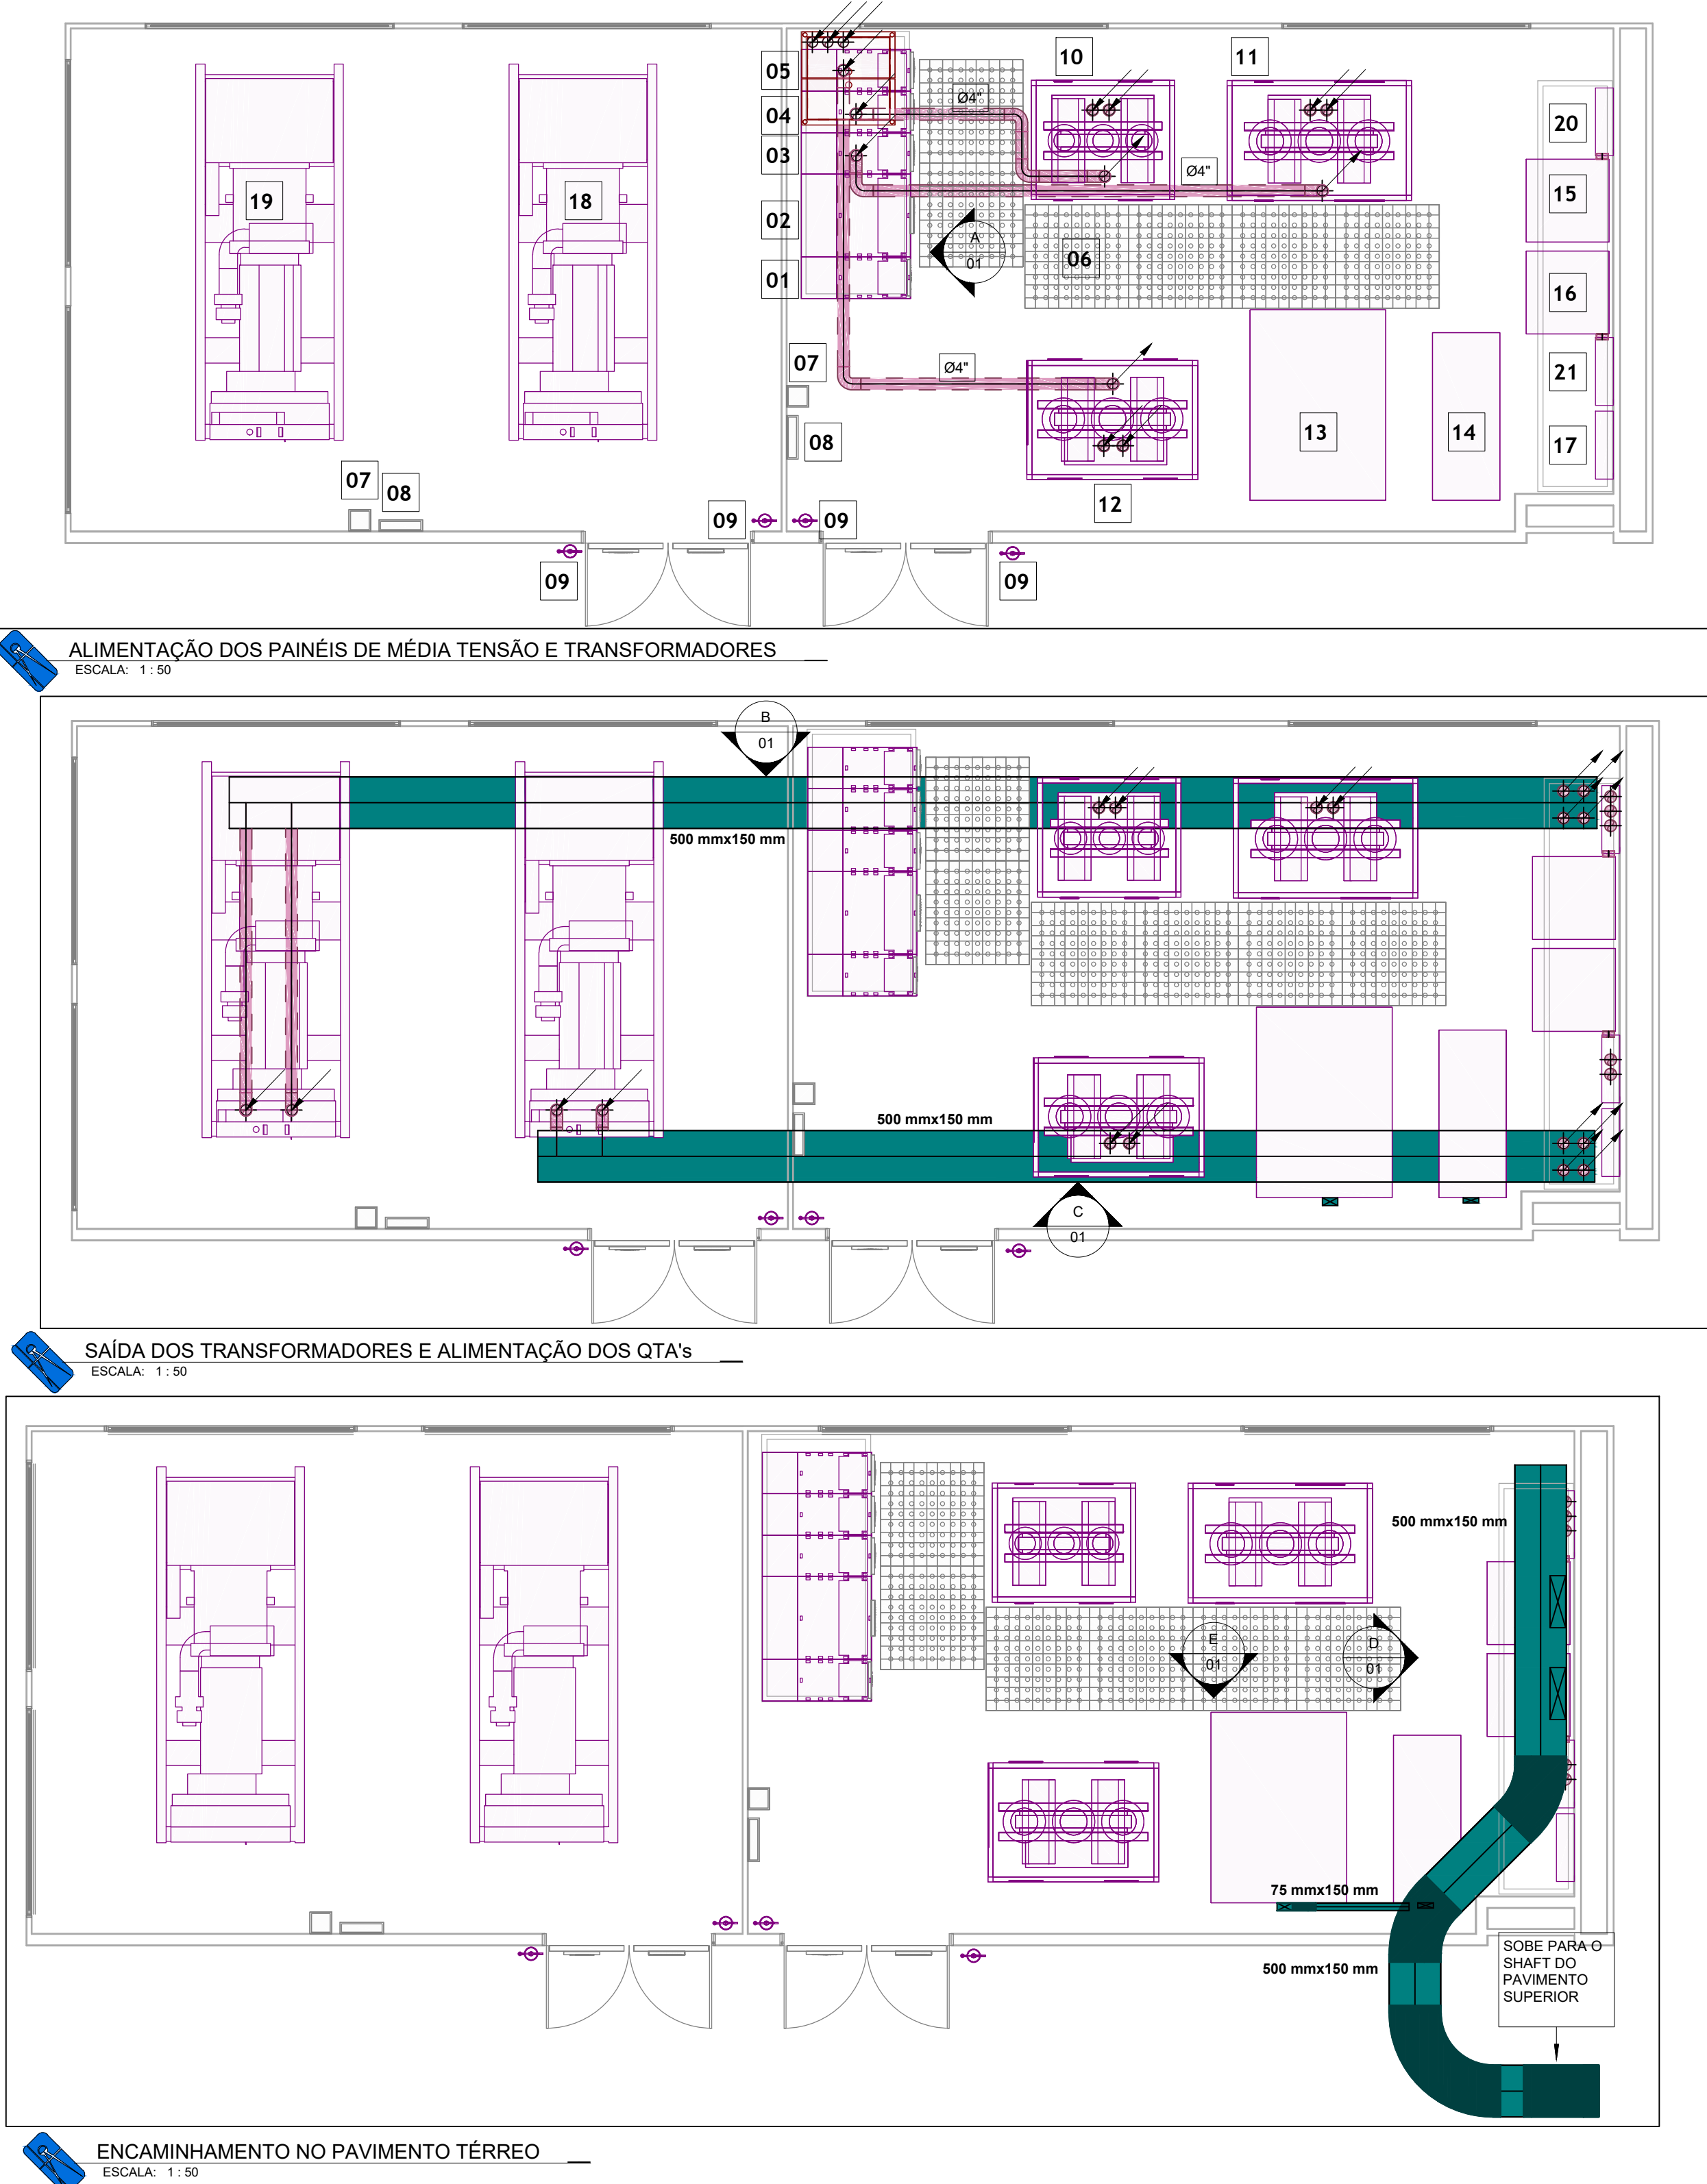 05
10
11
Ø4"
04
20
03
Ø4"
19
18
15
02
A
01
06
01
16
07
Ø4"
21
13
14
08
17
07
08
12
09
09
09
09
ALIMENTAÇÃO DOS PAINÉIS DE MÉDIA TENSÃO E TRANSFORMADORES
ESCALA: 1 : 50
B
01
500 mmx150 mm
500 mmx150 mm
C
01
SAÍDA DOS TRANSFORMADORES E ALIMENTAÇÃO DOS QTA's
ESCALA: 1 : 50
500 mmx150 mm
E
01
D
01
75 mmx150 mm
SOBE PARA O
SHAFT DO
PAVIMENTO
SUPERIOR
500 mmx150 mm
ENCAMINHAMENTO NO PAVIMENTO TÉRREO
ESCALA: 1 : 50